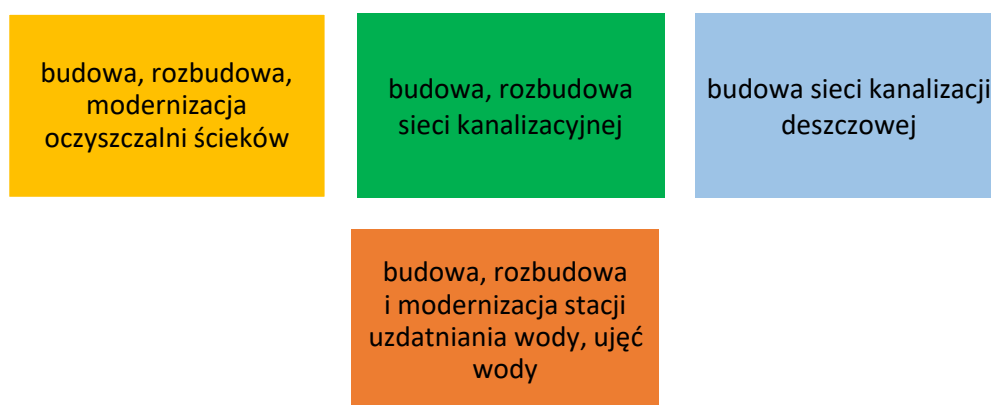 budowa, rozbudowa,
modernizacja
oczyszczalni ścieków
budowa, rozbudowa
sieci kanalizacyjnej
budowa sieci kanalizacji
deszczowej
budowa, rozbudowa
i modernizacja stacji
uzdatniania wody, ujęć
wody